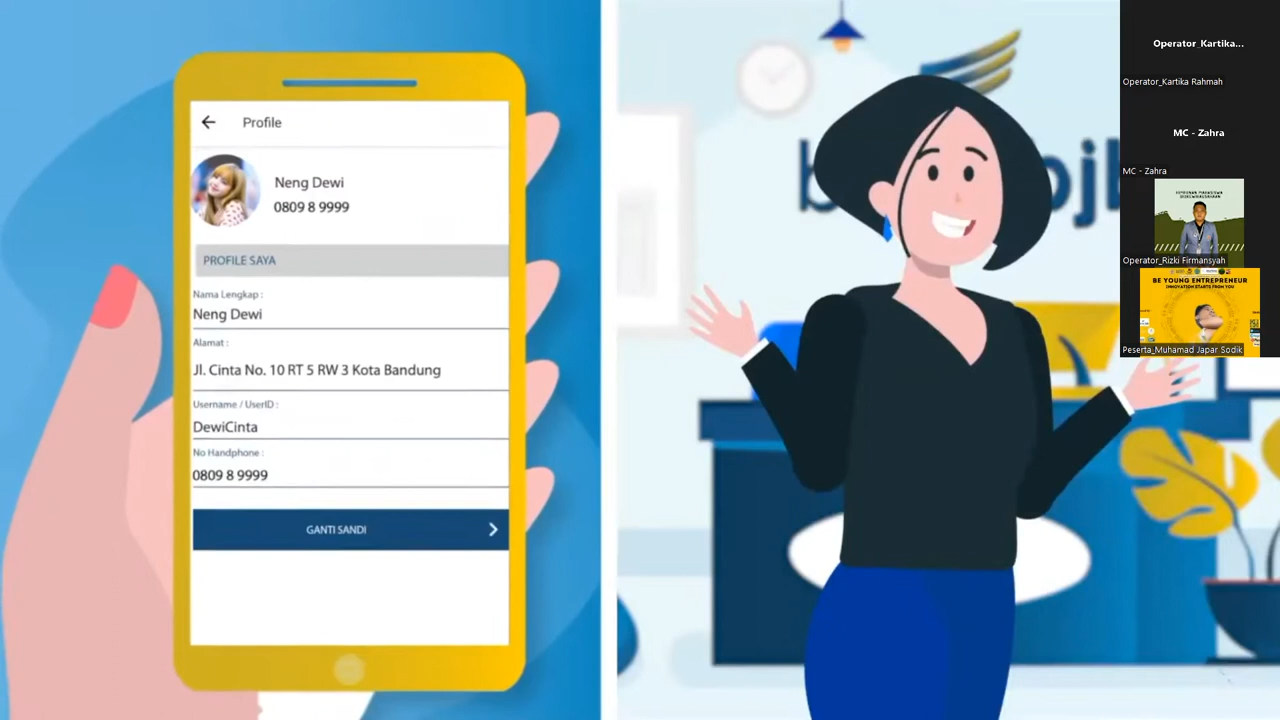 Profile
Neng Dewi
0809 8 9999
PROFILE SAYA
Nama Lengkap :
Neng Dewi
Alamat :
Jl. Cinta No. 10 RT 5 RW 3 Kota Bandung
Username / UserID :
DewiCinta
No Handphone :
0809 8 9999
GANTI SANDI
Operator_Kartika...
Operator_Kartika Rahmah
MC - Zahra
MC - Zahra
Operator_Rizki Firmansyah
BE YOUNG ENTREPRENEUR
INNOVATION STARTS FROM YOU
Peserta_Muhamad Japar Sodik